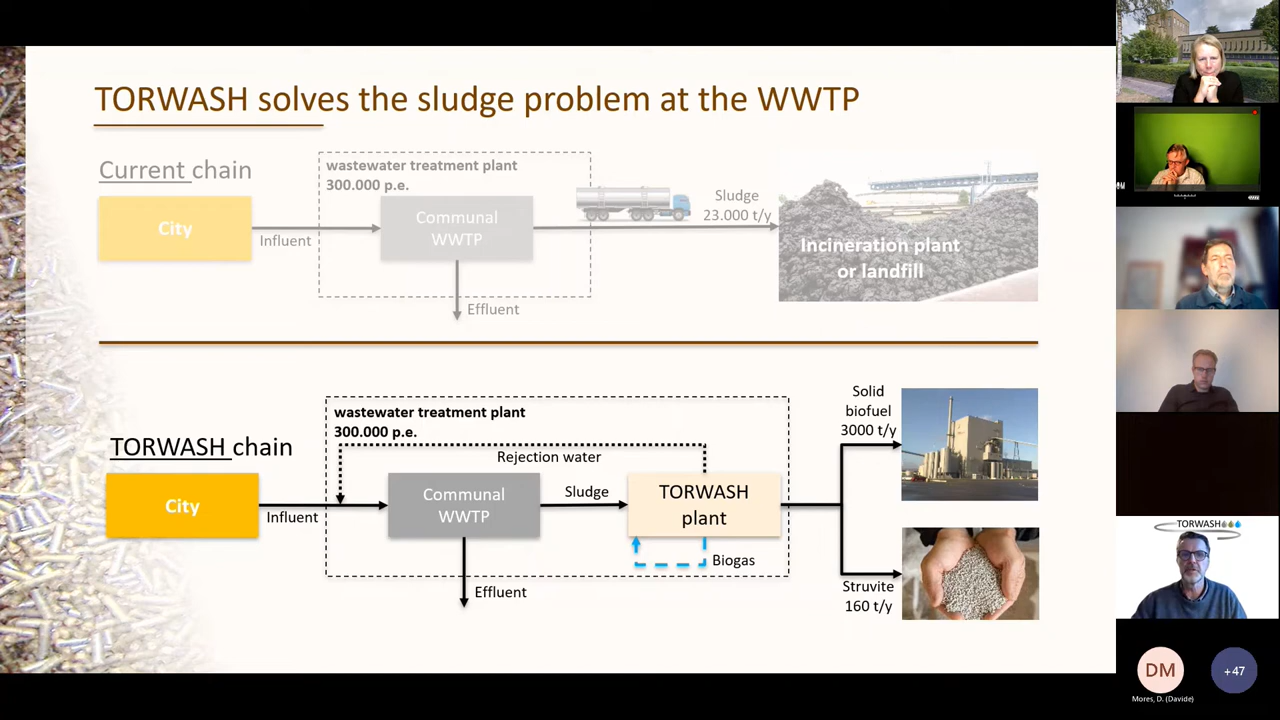 TORWASH solves the sludge problem at the WWTP
Current chain
wastewater treatment plant
300.000 p.e.
City
Influent
Communal
WWTP
Effluent
Sludge
23.000 t/y
Incineration plant
or landfill
TORWASH chain
wastewater treatment plant
300.000 p.e.
Rejection water
City
Influent
Communal
WWTP
Effluent
Sludge
TORWASH
plant
Biogas
Solid
biofuel
3000 t/y
Struvite
160 t/y
TORWASH
DM
Mores, D. (Davide)
+47